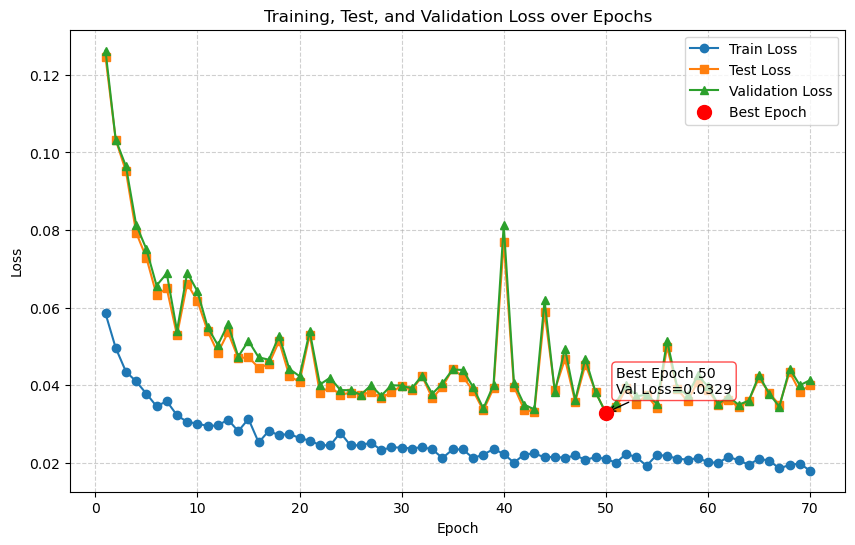 Training, Test, and Validation Loss over Epochs
Train Loss
Test Loss
Validation Loss
Best Epoch
0.12
0.10
0.08
0.06
0.04
0.02
Loss
Best Epoch 50
Val Loss=0.0329
0 10 20 30 40 50 60 70
Epoch